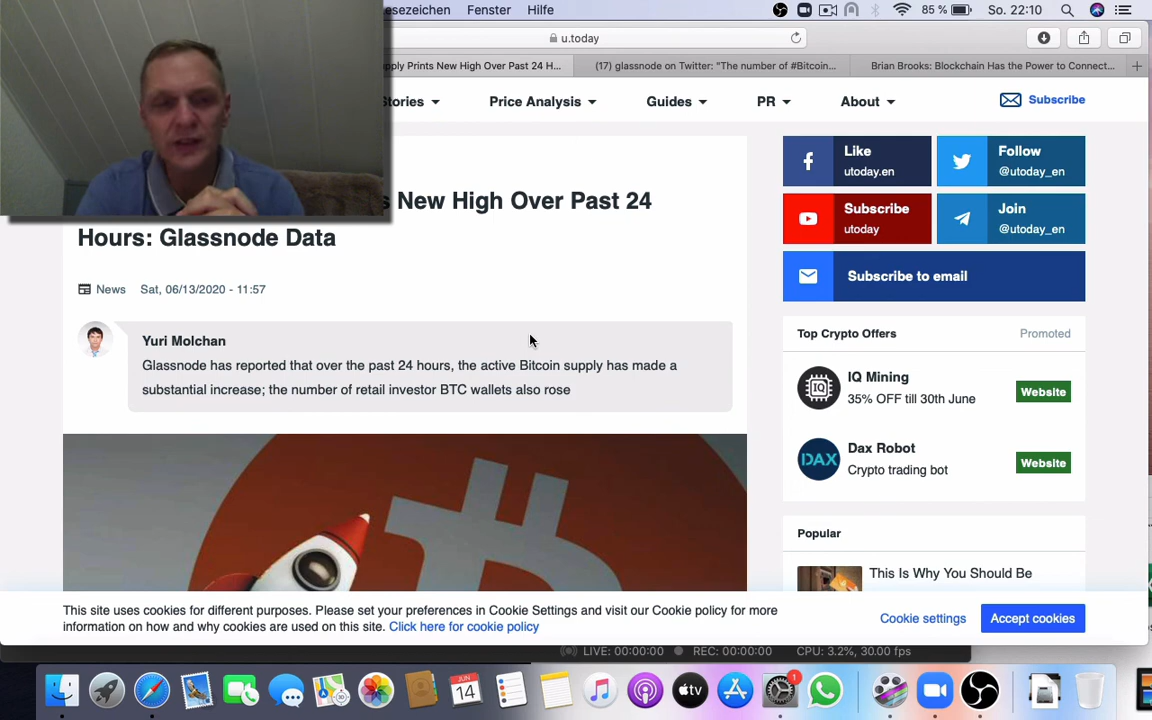 esezeichen Fenster Hilfe 85 % So. 22:10
u.today
pply Prints New High Over Past 24 H... (17) glassnode on Twitter: "The number of #Bitcoin... Brian Brooks: Blockchain Has the Power to Connect...
Stories Price Analysis Guides PR About Subscribe
s New High Over Past 24
Hours: Glassnode Data
News Sat, 06/13/2020 - 11:57
Yuri Molchan
Glassnode has reported that over the past 24 hours, the active Bitcoin supply has made a
substantial increase; the number of retail investor BTC wallets also rose
Like
utoday.en
Follow
@utoday_en
Subscribe
utoday
Join
@utoday_en
Subscribe to email
Top Crypto Offers Promoted
IQ
IQ Mining
35% OFF till 30th June
Website
DAX
Dax Robot
Crypto trading bot
Website
Popular
This Is Why You Should Be
This site uses cookies for different purposes. Please set your preferences in Cookie Settings and visit our Cookie policy for more
information on how and why cookies are used on this site. Click here for cookie policy
Cookie settings Accept cookies
LIVE: 00:00:00 REC: 00:00:00 CPU: 3.2%, 30.00 fps
JUN
14
tv
1